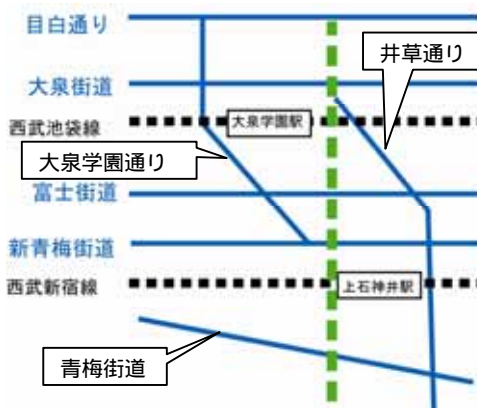 目白通り
井草通り
大泉街道
西武池袋線
大泉学園駅
大泉学園通り
富士街道
新青梅街道
西武新宿線
上石神井駅
青梅街道